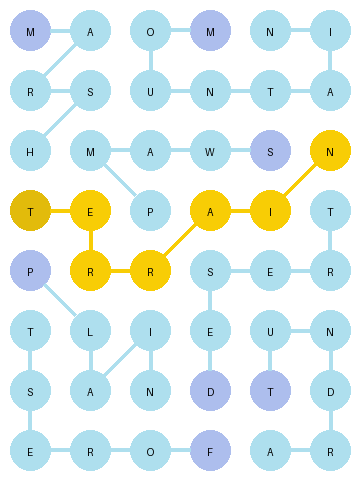 M A O M N I
R S U N T A
H M A W S N
T E P A I T
P R R S E R
T L I E U N
S A N D T D
E R O F A R